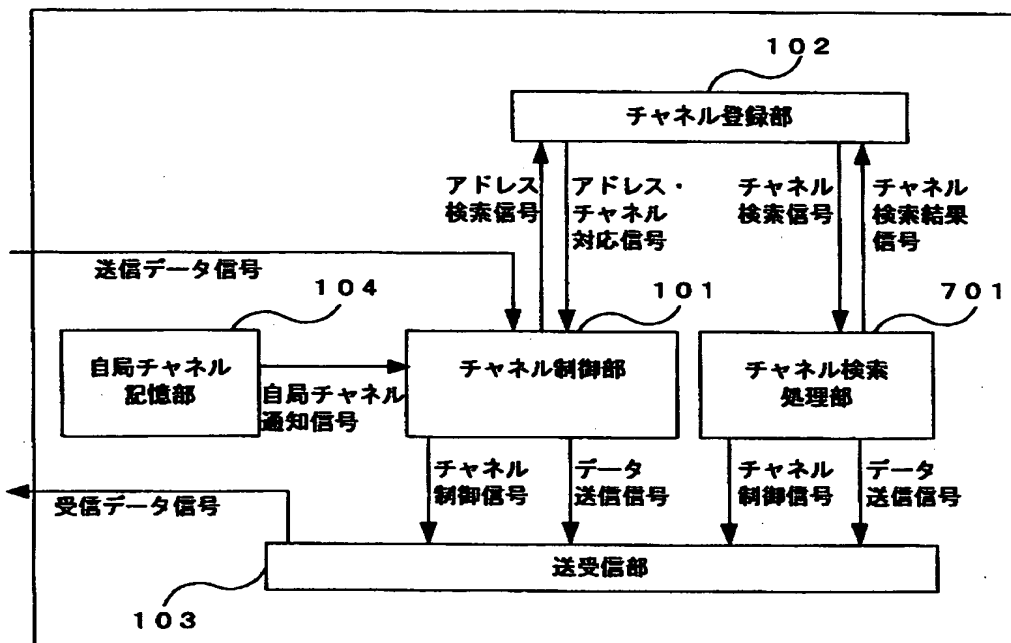 １０２
チャネル登録部
アドレス
検索信号
アドレス・
チャネル
対応信号
チャネル
検索信号
チャネル
検索結果
信号
送信データ信号
１０４
１０１
７０１
自局チャネル
記憶部
自局チャネル
通知信号
チャネル制御部
チャネル検索
処理部
チャネル
制御信号
データ
送信信号
チャネル
制御信号
データ
送信信号
受信データ信号
送受信部
１０３